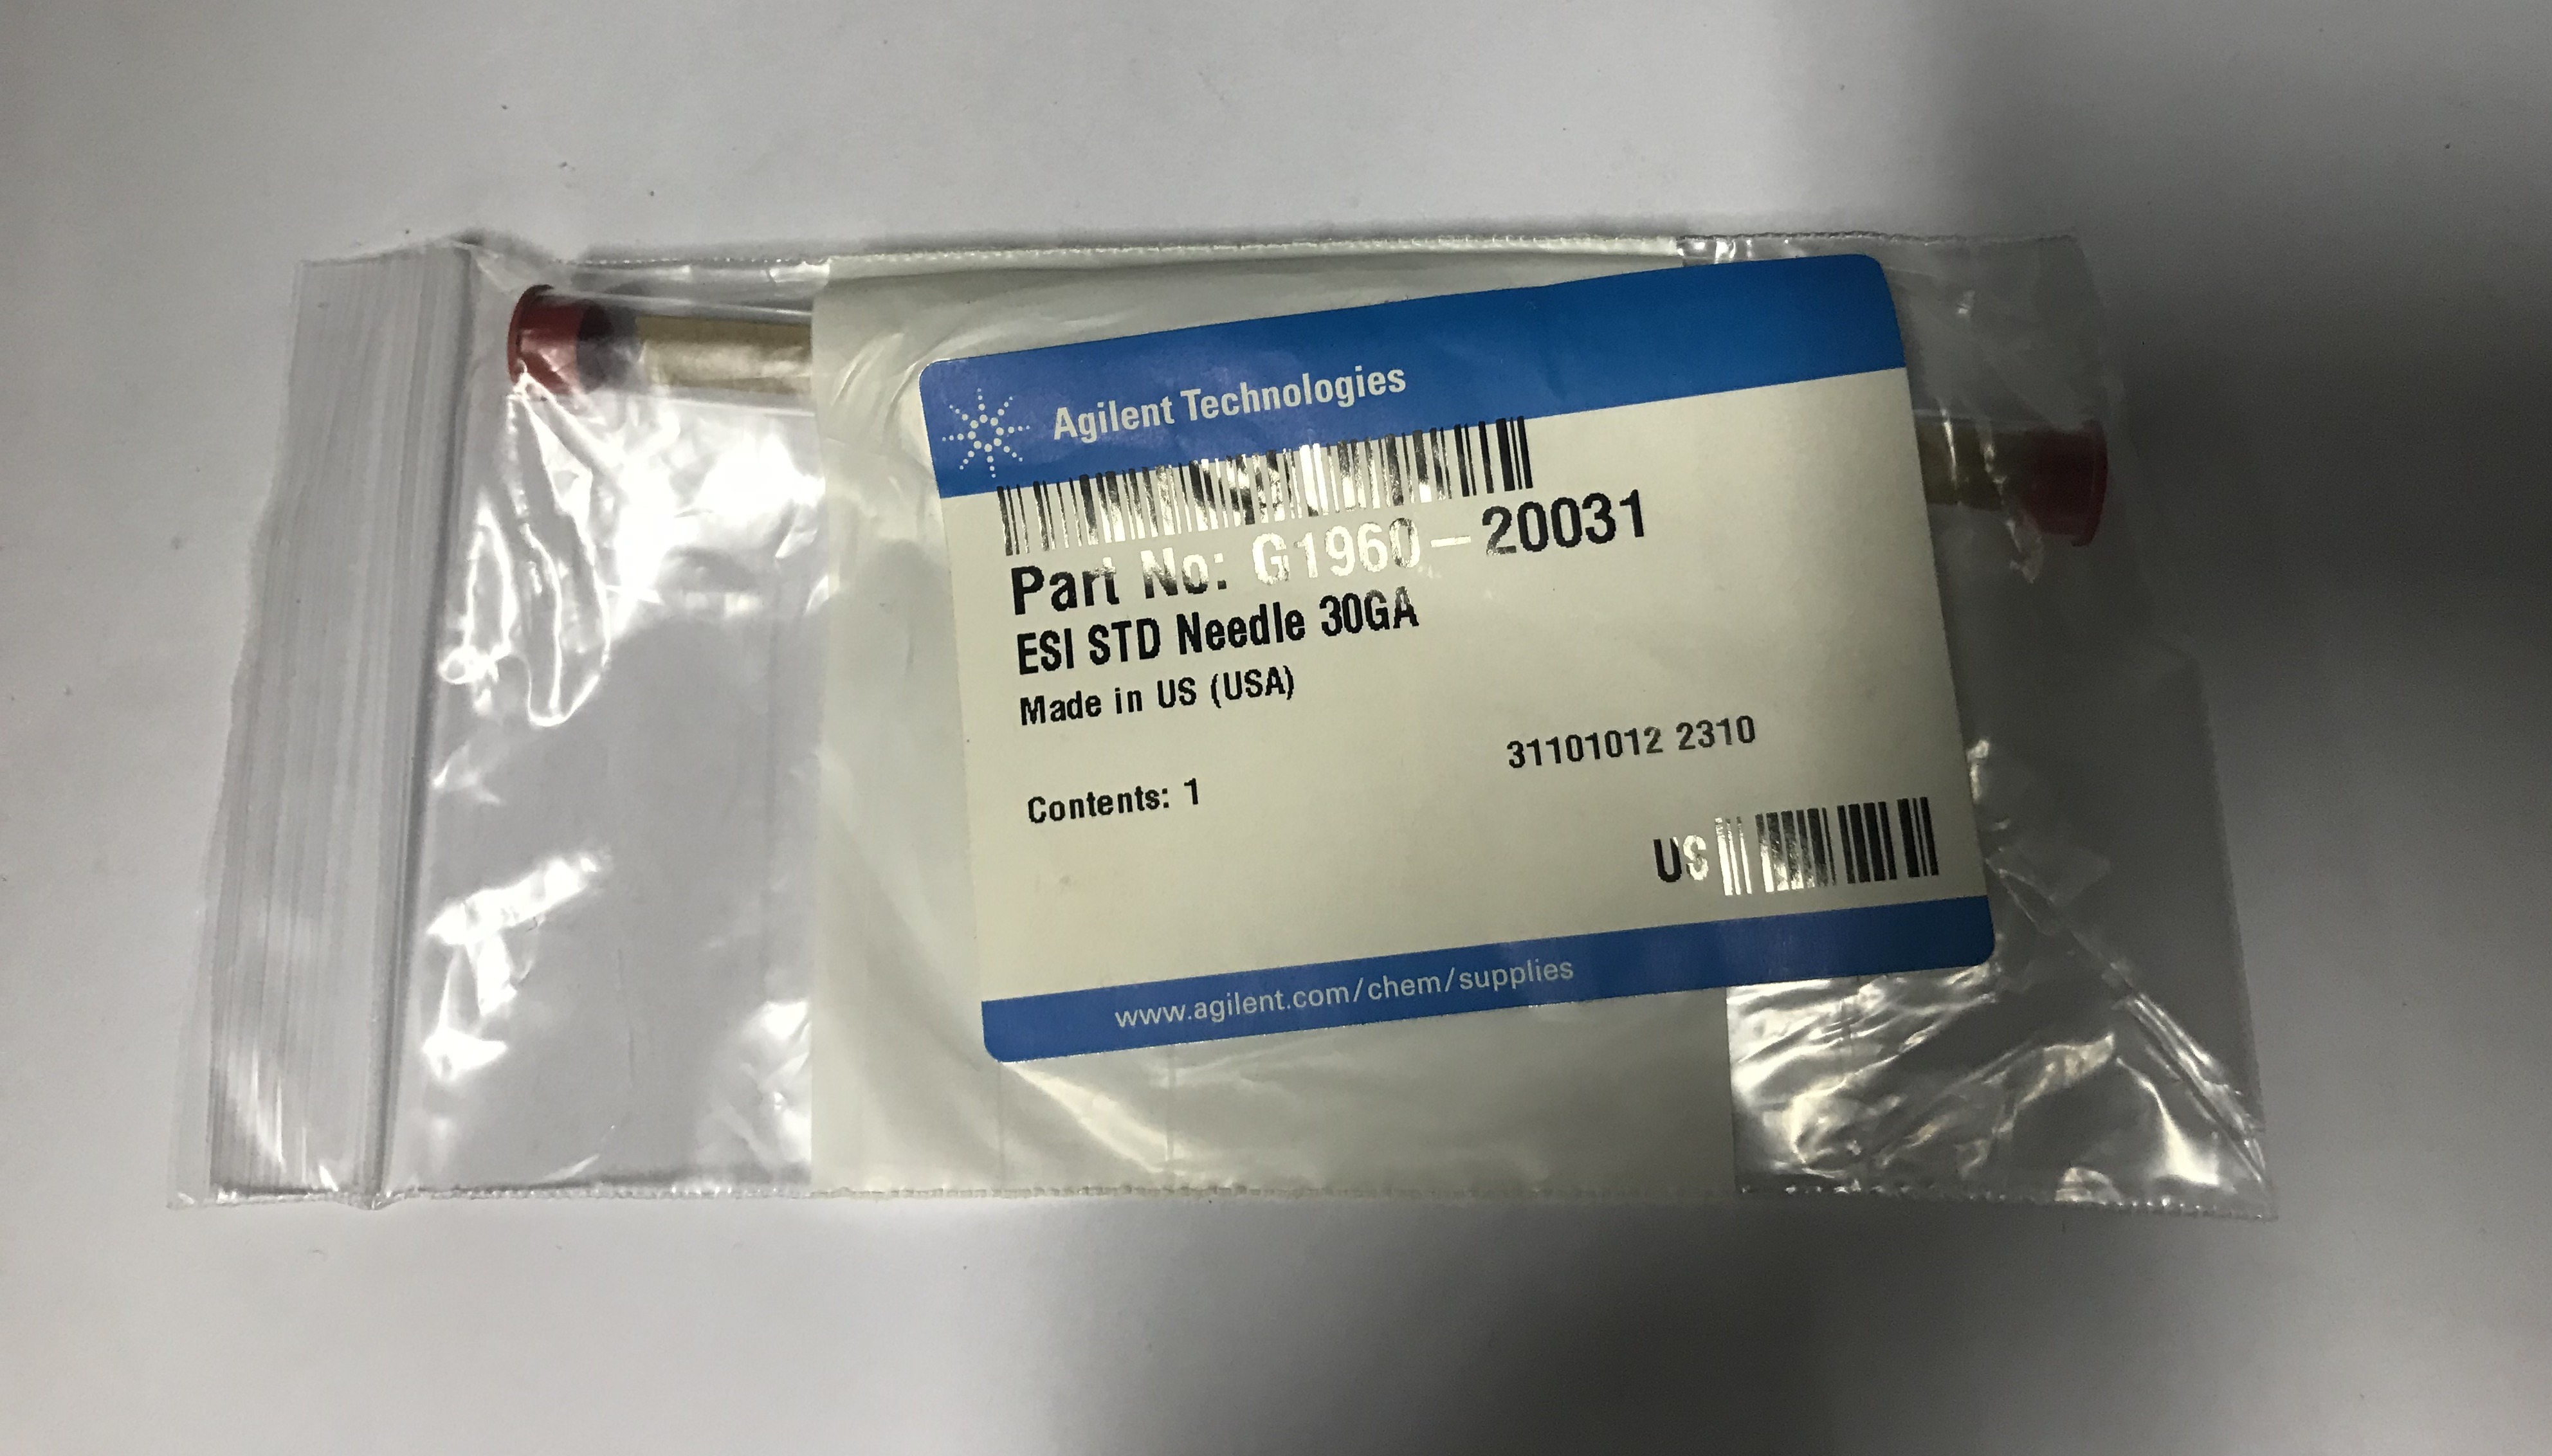 Agilent Technologies
Part No: G1960-20031
ESI STD Needle 30GA
Made in US (USA)
31101012 2310
Contents: 1
US
www.agilent.com/chem/supplies